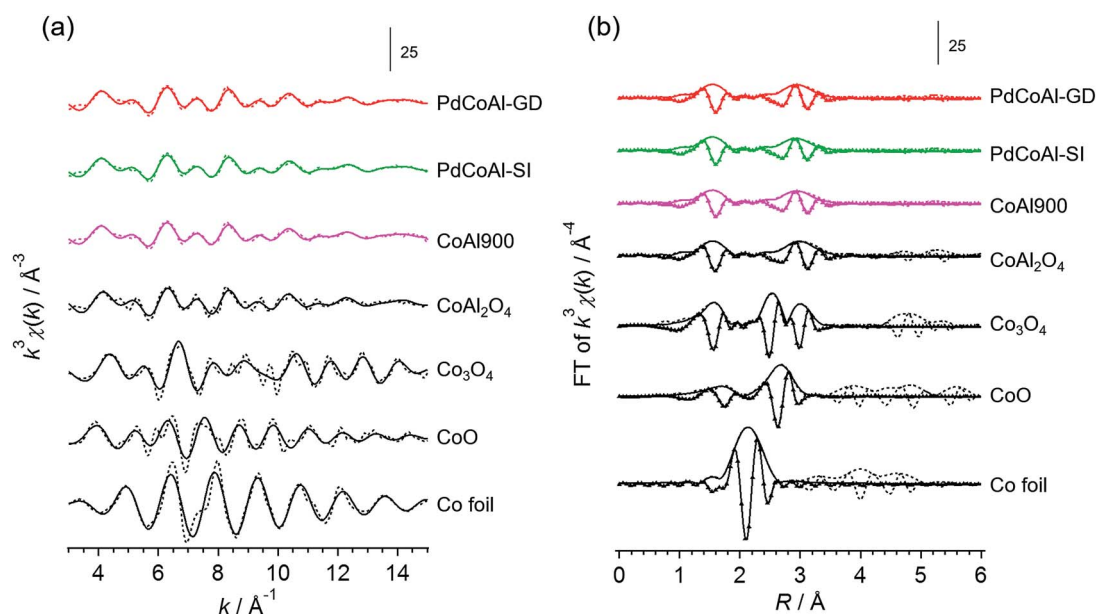 (a)
25
PdCoAl-GD
PdCoAl-SI
CoAl900
CoAl₂O₄
Co₃O₄
CoO
Co foil
k³ χ(k) / Å⁻³
4 6 8 10 12 14
k / Å⁻¹
(b)
25
PdCoAl-GD
PdCoAl-SI
CoAl900
CoAl₂O₄
Co₃O₄
CoO
Co foil
FT of k³ χ(k) / Å⁻⁴
0 1 2 3 4 5 6
R / Å